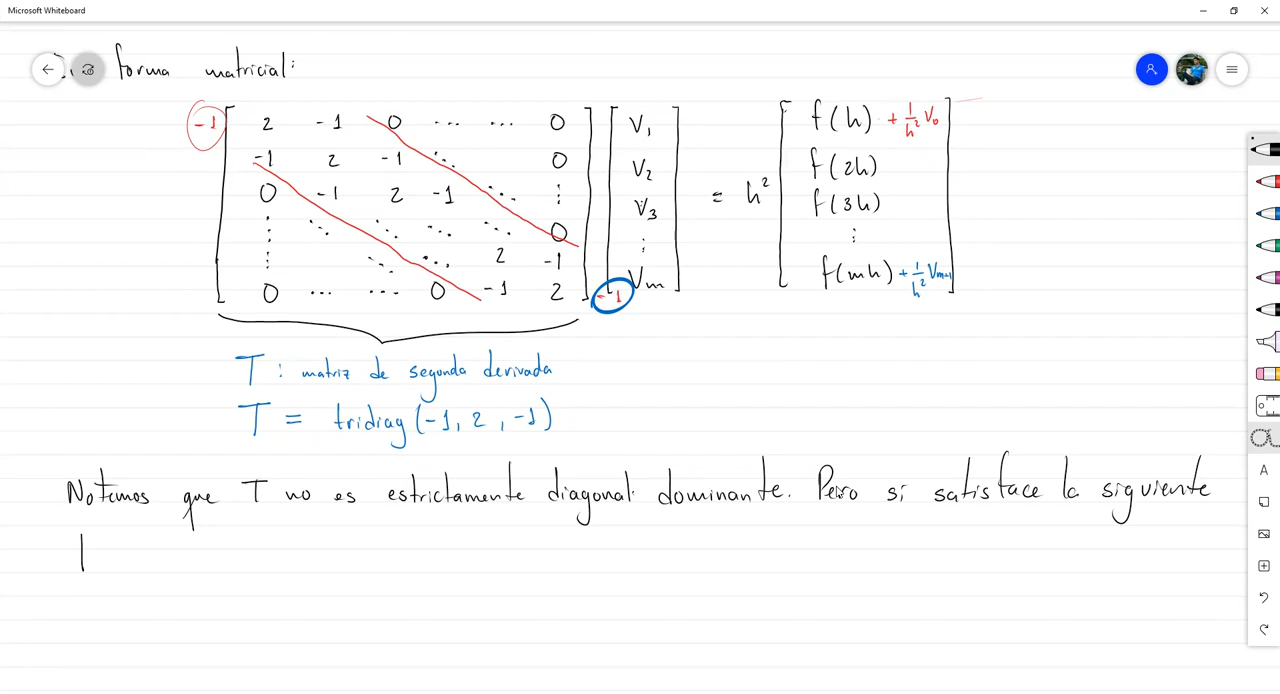 Microsoft Whiteboard
forma matricial:
-1 [ 2 -1 0 ... ... 0 ] [ V₁ ] [ f(h) + 1/h² V₀ ]
[ -1 2 -1 ⋱ 0 ] [ V₂ ] [ f(2h) ]
[ 0 -1 2 -1 ⋱ ⋮ ] [ V₃ ] = h² [ f(3h) ]
[ ⋮ ⋱ ⋱ ⋱ ⋱ 0 ] [ ⋮ ] [ ⋮ ]
[ ⋮ ⋱ ⋱ 2 -1 ] [ Vm ] [ f(mh) + 1/h² Vm+1 ]
[ 0 ... ... 0 -1 2 ] -1
T : matriz de segunda derivada
T = tridiag (-1, 2, -1)
Notemos que T no es estrictamente diagonal dominante. Pero si satisface la siguiente